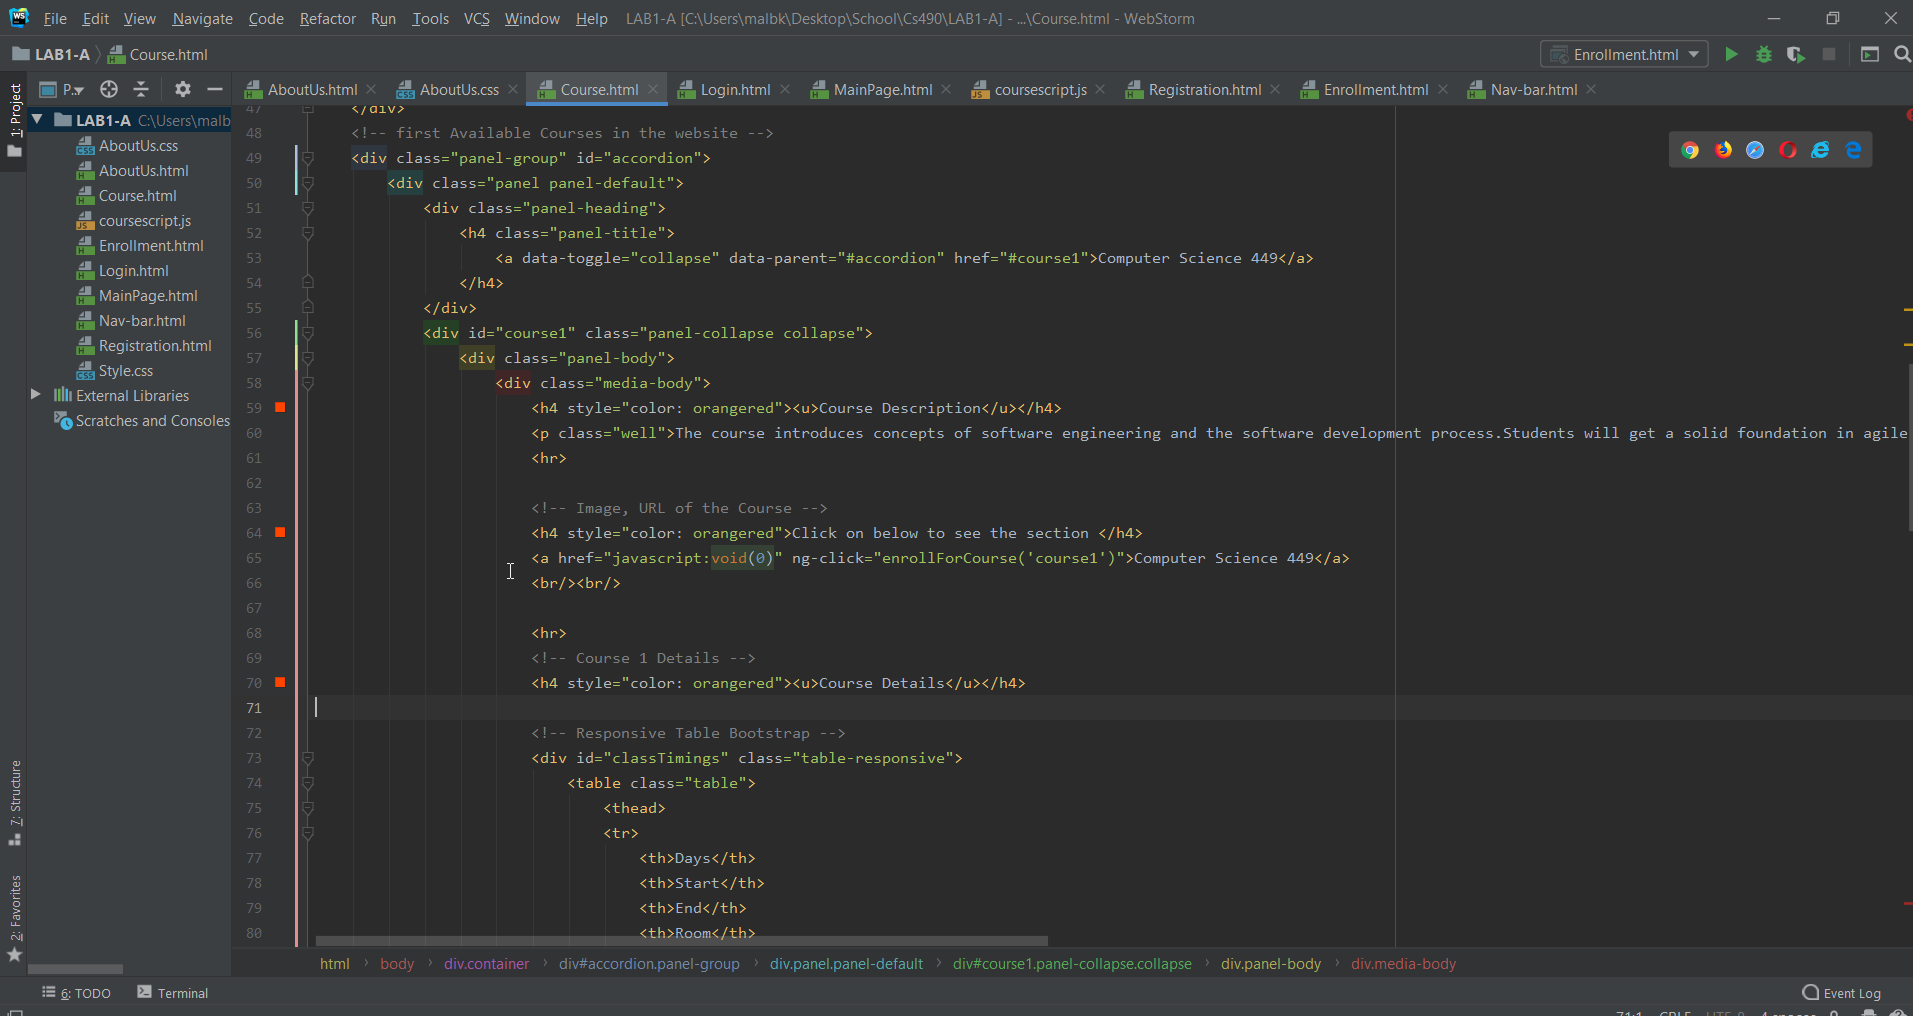 WS File Edit View Navigate Code Refactor Run Tools VCS Window Help LAB1-A [C:\Users\malbk\Desktop\School\Cs490\LAB1-A] - ...\Course.html - WebStorm
LAB1-A Course.html Enrollment.html
P.. AboutUs.html AboutUs.css Course.html Login.html MainPage.html coursescript.js Registration.html Enrollment.html Nav-bar.html
1: Project
LAB1-A C:\Users\malb
AboutUs.css
AboutUs.html
Course.html
coursescript.js
Enrollment.html
Login.html
MainPage.html
Nav-bar.html
Registration.html
Style.css
External Libraries
Scratches and Consoles
7: Structure
2: Favorites
47 </div>
48 <!-- first Available Courses in the website -->
49 <div class="panel-group" id="accordion">
50 <div class="panel panel-default">
51 <div class="panel-heading">
52 <h4 class="panel-title">
53 <a data-toggle="collapse" data-parent="#accordion" href="#course1">Computer Science 449</a>
54 </h4>
55 </div>
56 <div id="course1" class="panel-collapse collapse">
57 <div class="panel-body">
58 <div class="media-body">
59 <h4 style="color: orangered"><u>Course Description</u></h4>
60 <p class="well">The course introduces concepts of software engineering and the software development process.Students will get a solid foundation in agile
61 <hr>
62
63 <!-- Image, URL of the Course -->
64 <h4 style="color: orangered">Click on below to see the section </h4>
65 <a href="javascript:void(0)" ng-click="enrollForCourse('course1')">Computer Science 449</a>
66 <br/><br/>
67
68 <hr>
69 <!-- Course 1 Details -->
70 <h4 style="color: orangered"><u>Course Details</u></h4>
71
72 <!-- Responsive Table Bootstrap -->
73 <div id="classTimings" class="table-responsive">
74 <table class="table">
75 <thead>
76 <tr>
77 <th>Days</th>
78 <th>Start</th>
79 <th>End</th>
80 <th>Room</th>
html body div.container div#accordion.panel-group div.panel.panel-default div#course1.panel-collapse.collapse div.panel-body div.media-body
6: TODO Terminal Event Log
71:1 CRLF UTF-8 4 spaces